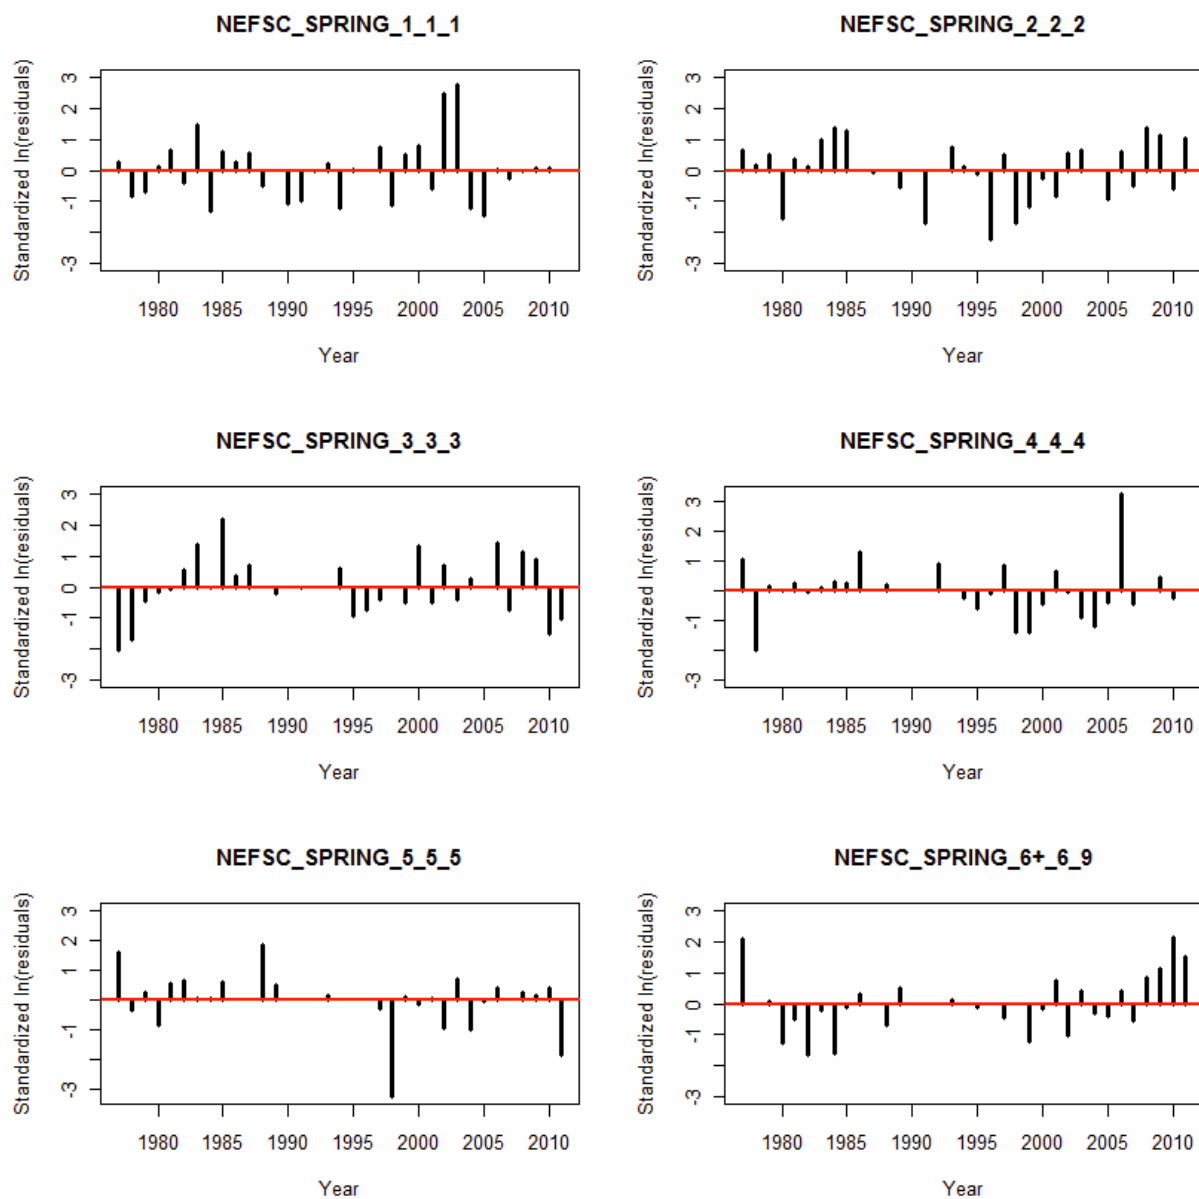 NEFSC_SPRING_1_1_1
Standardized ln(residuals)
3
2
1
0
-1
-3
1980 1985 1990 1995 2000 2005 2010
Year
NEFSC_SPRING_2_2_2
Standardized ln(residuals)
3
2
1
0
-1
-3
1980 1985 1990 1995 2000 2005 2010
Year
NEFSC_SPRING_3_3_3
Standardized ln(residuals)
3
2
1
0
-1
-3
1980 1985 1990 1995 2000 2005 2010
Year
NEFSC_SPRING_4_4_4
Standardized ln(residuals)
3
2
1
0
-1
-3
1980 1985 1990 1995 2000 2005 2010
Year
NEFSC_SPRING_5_5_5
Standardized ln(residuals)
3
2
1
-1
-3
1980 1985 1990 1995 2000 2005 2010
Year
NEFSC_SPRING_6+_6_9
Standardized ln(residuals)
3
2
1
0
-1
-3
1980 1985 1990 1995 2000 2005 2010
Year